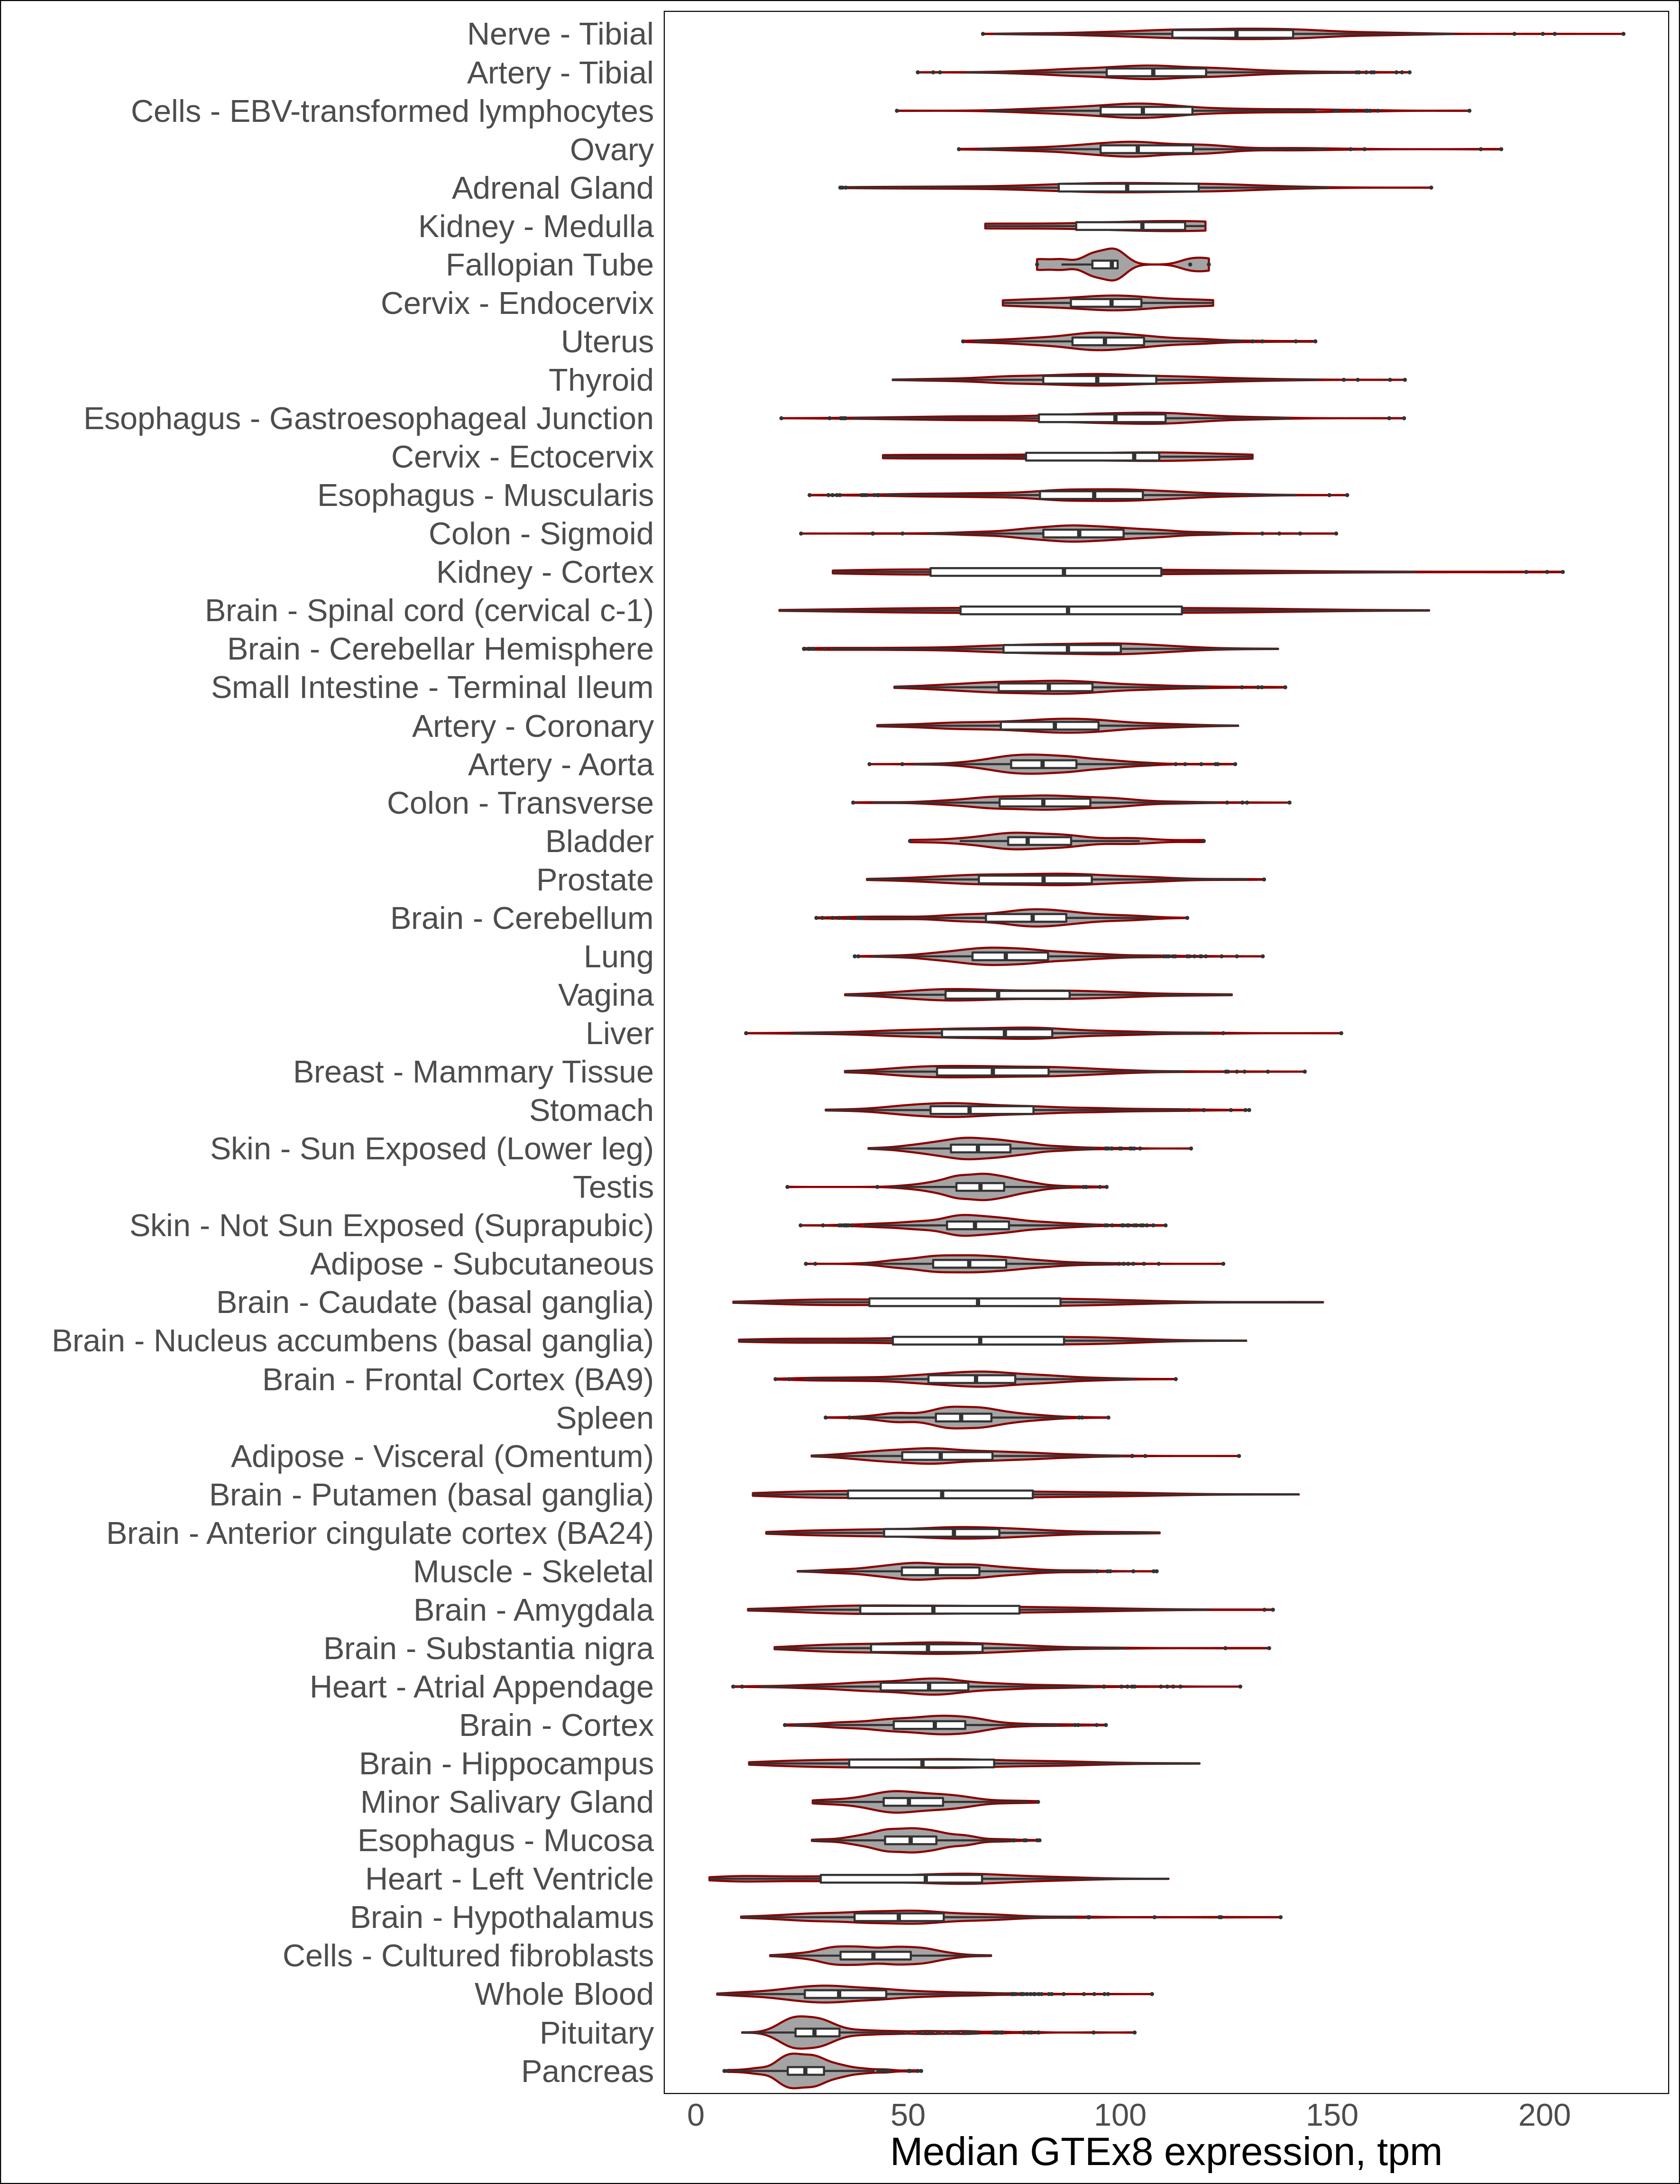 Nerve - Tibial
Artery - Tibial
Cells - EBV-transformed lymphocytes
Ovary
Adrenal Gland
Kidney - Medulla
Fallopian Tube
Cervix - Endocervix
Uterus
Thyroid
Esophagus - Gastroesophageal Junction
Cervix - Ectocervix
Esophagus - Muscularis
Colon - Sigmoid
Kidney - Cortex
Brain - Spinal cord (cervical c-1)
Brain - Cerebellar Hemisphere
Small Intestine - Terminal Ileum
Artery - Coronary
Artery - Aorta
Colon - Transverse
Bladder
Prostate
Brain - Cerebellum
Lung
Vagina
Liver
Breast - Mammary Tissue
Stomach
Skin - Sun Exposed (Lower leg)
Testis
Skin - Not Sun Exposed (Suprapubic)
Adipose - Subcutaneous
Brain - Caudate (basal ganglia)
Brain - Nucleus accumbens (basal ganglia)
Brain - Frontal Cortex (BA9)
Spleen
Adipose - Visceral (Omentum)
Brain - Putamen (basal ganglia)
Brain - Anterior cingulate cortex (BA24)
Muscle - Skeletal
Brain - Amygdala
Brain - Substantia nigra
Heart - Atrial Appendage
Brain - Cortex
Brain - Hippocampus
Minor Salivary Gland
Esophagus - Mucosa
Heart - Left Ventricle
Brain - Hypothalamus
Cells - Cultured fibroblasts
Whole Blood
Pituitary
Pancreas
0 50 100 150 200
Median GTEx8 expression, tpm